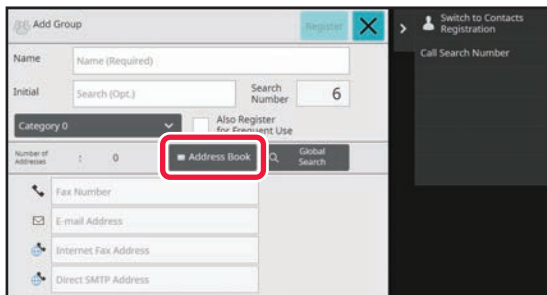 Add Group
Register
Switch to Contacts
Registration
Call Search Number
Name
Name (Required)
Initial
Search (Opt.)
Search
Number
6
Category 0
Also Register
for Frequent Use
Number of
Addresses
:
0
Address Book
Global
Search
Fax Number
E-mail Address
Internet Fax Address
Direct SMTP Address